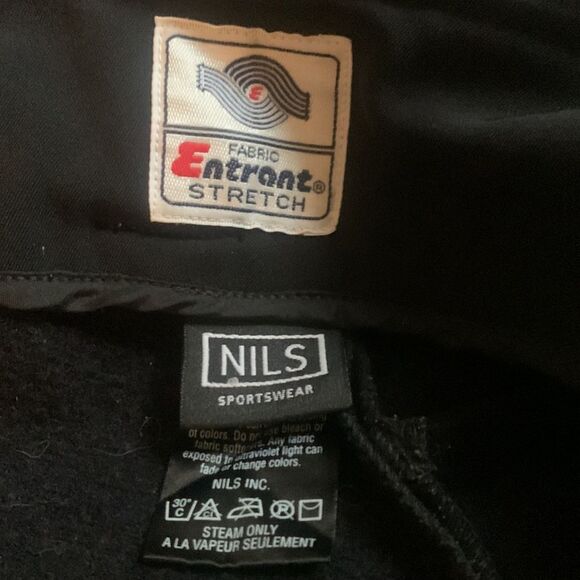 E
FABRIC
Entrant®
STRETCH
NILS
SPORTSWEAR
of colors. Do not use bleach or
fabric softeners. Any fabric
exposed to ultraviolet light can
fade or change colors.
NILS INC.
30°
C
STEAM ONLY
A LA VAPEUR SEULEMENT